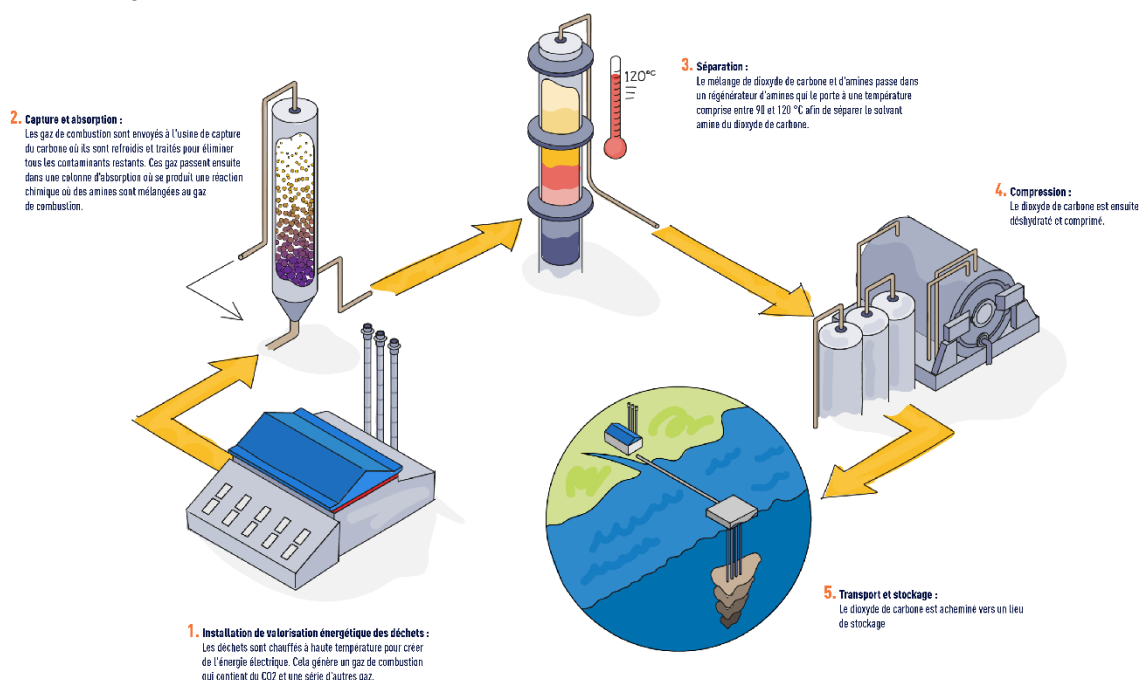 1. Installation de valorisation énergétique des déchets :
Les déchets sont chauffés à haute température pour créer
de l'énergie électrique. Cela génère un gaz de combustion
qui contient du CO2 et une série d'autres gaz.
2. Capture et absorption :
Les gaz de combustion sont envoyés à l'usine de capture
du carbone où ils sont refroidis et traités pour éliminer
tous les contaminants restants. Ces gaz passent ensuite
dans une colonne d'absorption où se produit une réaction
chimique où des amines sont mélangées au gaz
de combustion.
120°C
3. Séparation :
Le mélange de dioxyde de carbone et d'amines passe dans
un régénérateur d'amines qui le porte à une température
comprise entre 90 et 120 °C afin de séparer le solvant
amine du dioxyde de carbone.
4. Compression :
Le dioxyde de carbone est ensuite
déshydraté et comprimé.
5. Transport et stockage :
Le dioxyde de carbone est acheminé vers un lieu
de stockage